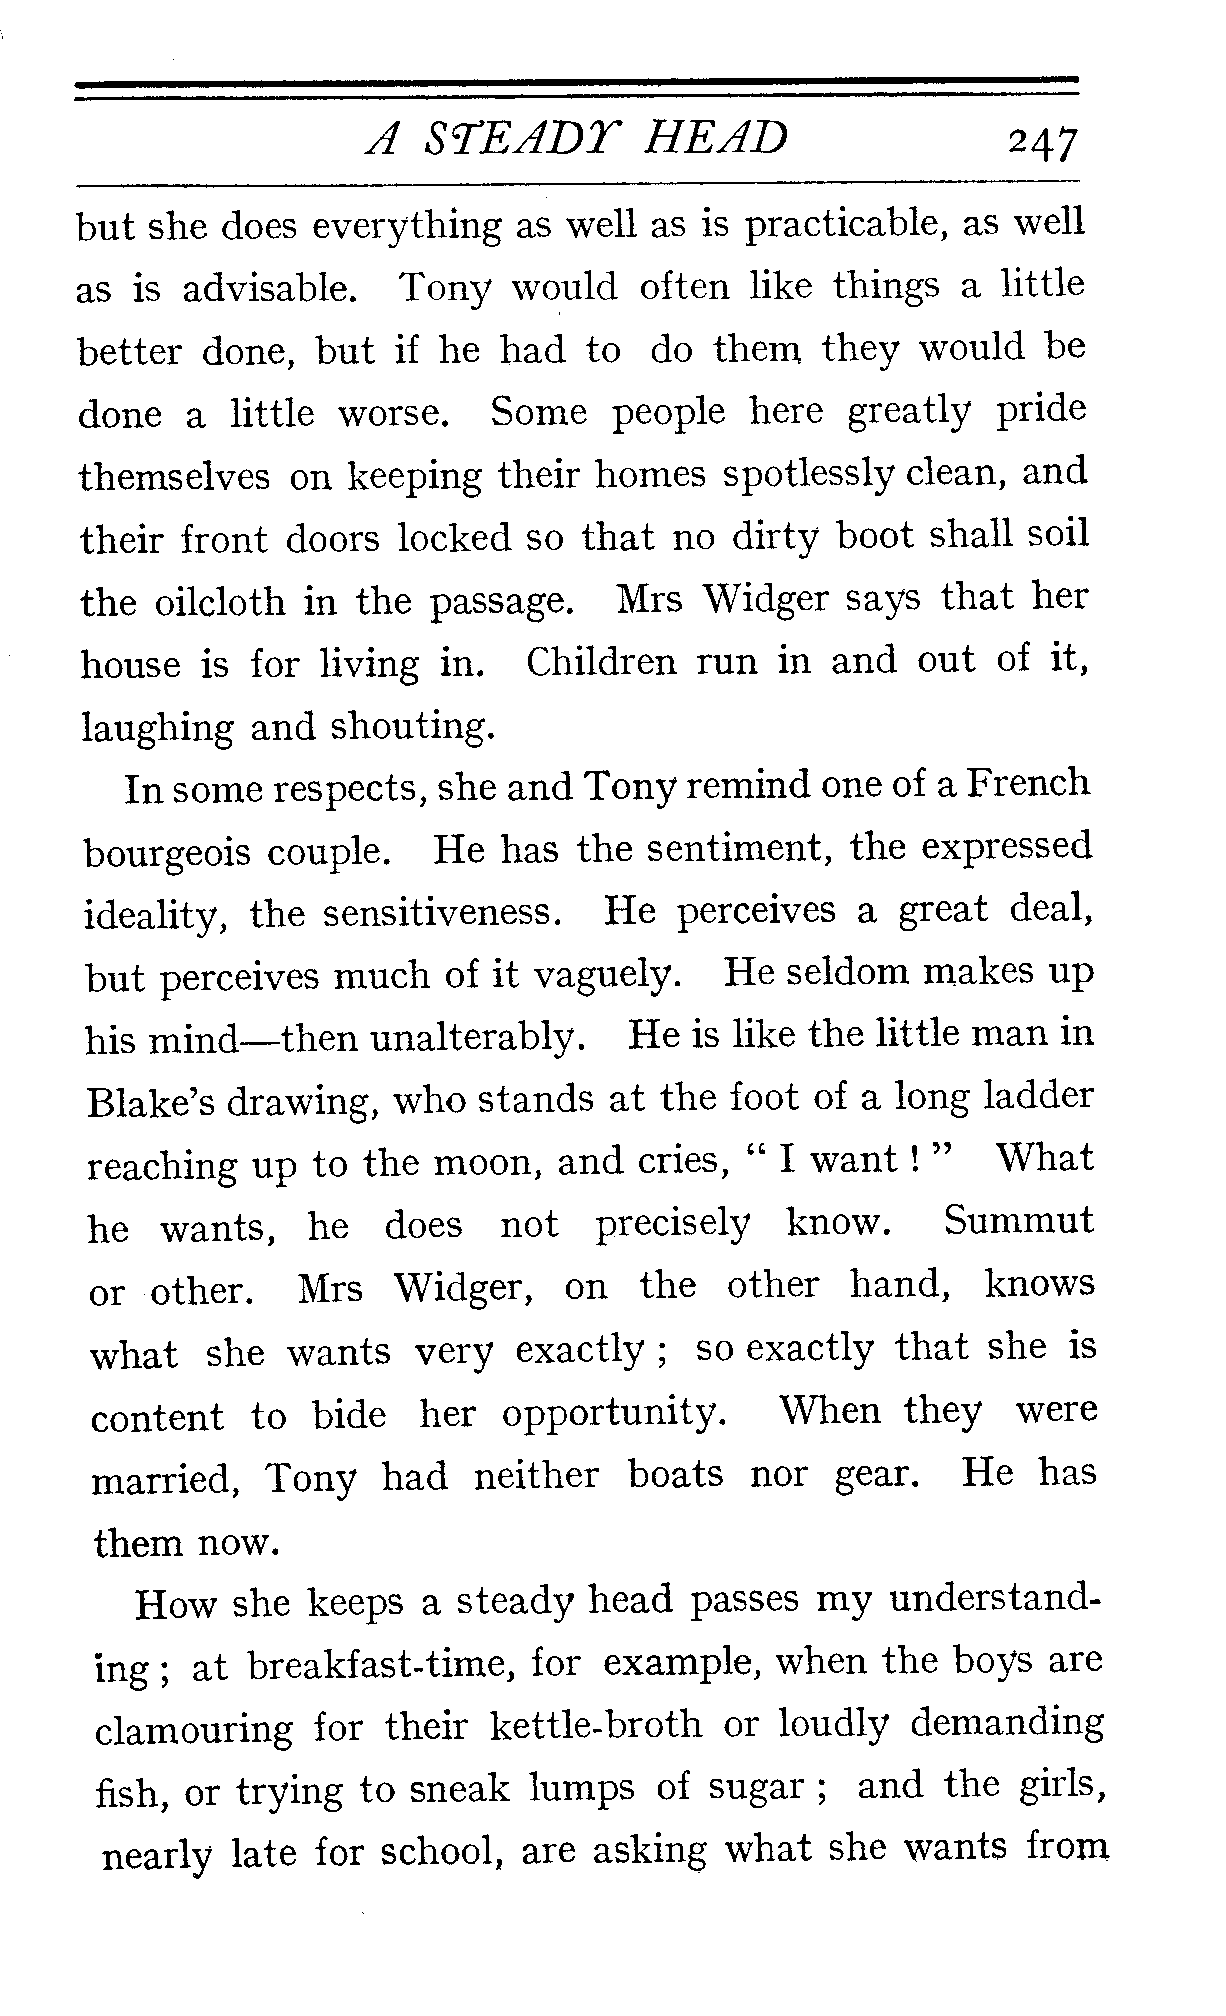 A STEADY HEAD 247
but she does everything as well as is practicable, as well
as is advisable. Tony would often like things a little
better done, but if he had to do them they would be
done a little worse. Some people here greatly pride
themselves on keeping their homes spotlessly clean, and
their front doors locked so that no dirty boot shall soil
the oilcloth in the passage. Mrs Widger says that her
house is for living in. Children run in and out of it,
laughing and shouting.
In some respects, she and Tony remind one of a French
bourgeois couple. He has the sentiment, the expressed
ideality, the sensitiveness. He perceives a great deal,
but perceives much of it vaguely. He seldom makes up
his mind—then unalterably. He is like the little man in
Blake's drawing, who stands at the foot of a long ladder
reaching up to the moon, and cries, “ I want ! ” What
he wants, he does not precisely know. Summut
or other. Mrs Widger, on the other hand, knows
what she wants very exactly ; so exactly that she is
content to bide her opportunity. When they were
married, Tony had neither boats nor gear. He has
them now.
How she keeps a steady head passes my understand-
ing ; at breakfast-time, for example, when the boys are
clamouring for their kettle-broth or loudly demanding
fish, or trying to sneak lumps of sugar ; and the girls,
nearly late for school, are asking what she wants from